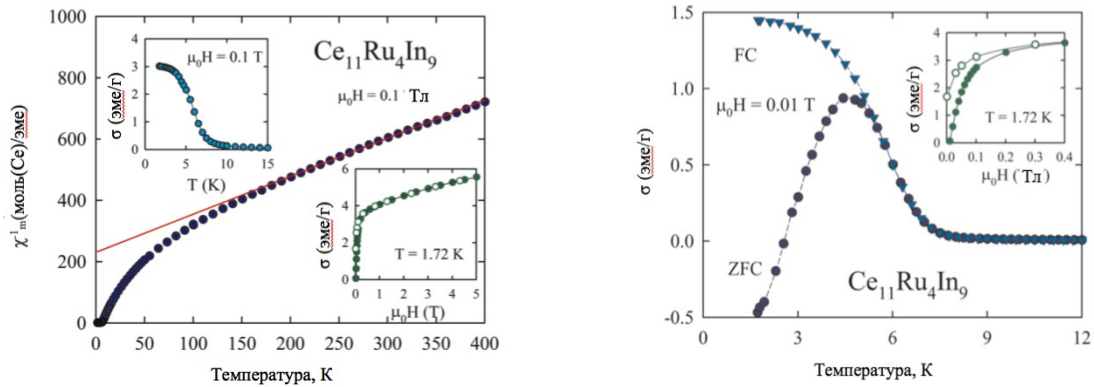 1000
800
600
400
200
0
χ⁻¹ₘ(моль(Ce)/эме)
0 50 100 150 200 250 300 350 400
Температура, К
Ce₁₁Ru₄In₉
μ₀H = 0.1 Тл
4
3
2
1
0
σ (эме/г)
μ₀H = 0.1 T
0 5 10 15
T (K)
6
4
2
0
σ (эме/г)
T = 1.72 K
0 1 2 3 4 5
μ₀H (T)
1.5
1.0
0.5
0.0
-0.5
σ (эме/г)
FC
μ₀H = 0.01 T
ZFC
Ce₁₁Ru₄In₉
0 3 6 9 12
Температура, К
4
3
2
1
0
σ (эме/г)
T = 1.72 K
0.0 0.1 0.2 0.3 0.4
μ₀H (Тл)